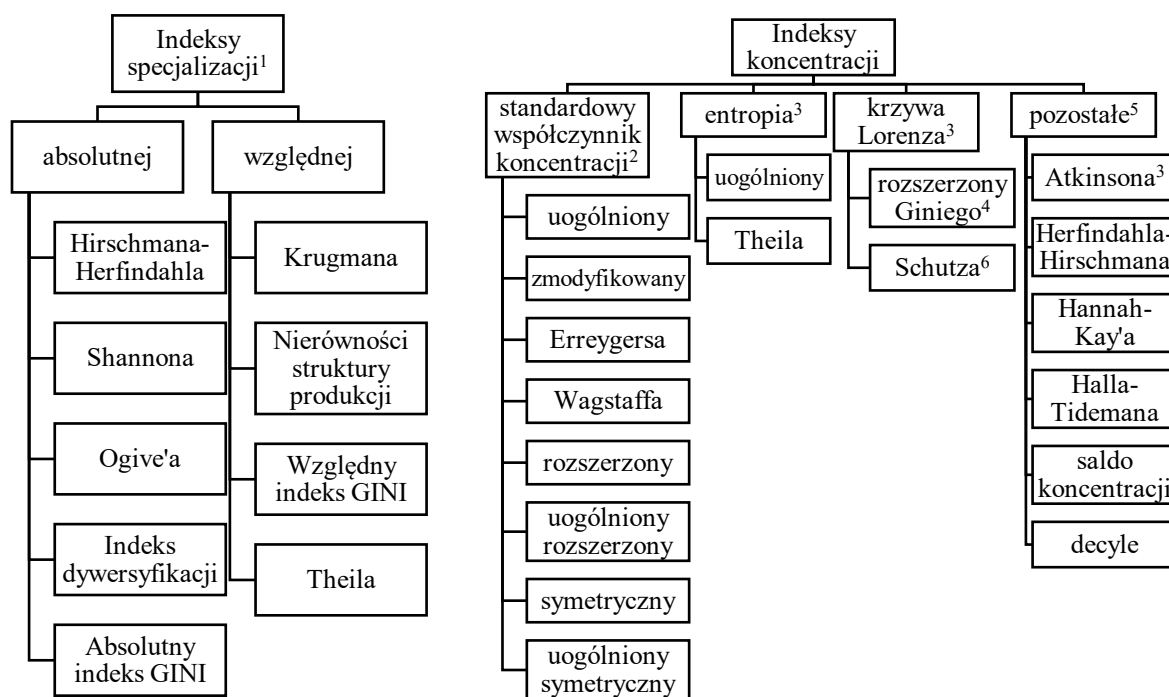 Indeksy
specjalizacji¹
absolutnej
względnej
Hirschmana-
Herfindahla
Shannona
Ogive'a
Indeks
dywersyfikacji
Absolutny
indeks GINI
Krugmana
Nierówności
struktury
produkcji
Względny
indeks GINI
Theila
Indeksy
koncentracji
standardowy
współczynnik
koncentracji²
uogólniony
zmodyfikowany
Erreygersa
Wagstaffa
rozszerzony
uogólniony
rozszerzony
symetryczny
uogólniony
symetryczny
entropia³
uogólniony
Theila
krzywa
Lorenza³
rozszerzony
Giniego⁴
Schutza⁶
pozostałe⁵
Atkinsona³
Herfindahla-
Hirschmana
Hannah-
Kay'a
Halla-
Tidemana
saldo
koncentracji
decyle